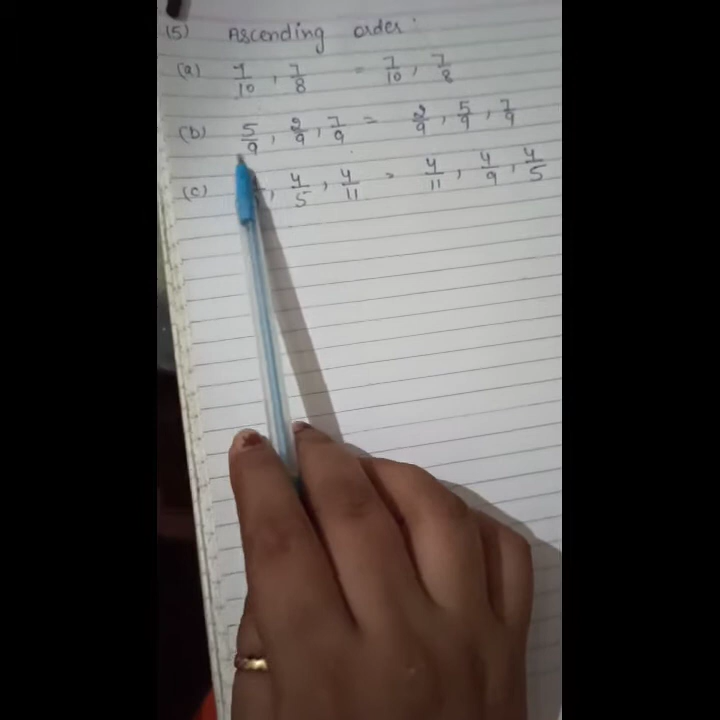 (5) Ascending order:
(a) 7/10, 7/8 = 7/10, 7/8
(b) 5/9, 2/9, 7/9 = 2/9, 5/9, 7/9
(c) , 4/5, 4/11 = 4/11, 4/9, 4/5